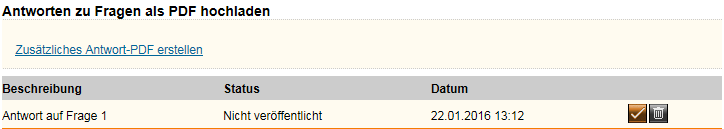 Antworten zu Fragen als PDF hochladen
Zusätzliches Antwort-PDF erstellen
Beschreibung Status Datum
Antwort auf Frage 1 Nicht veröffentlicht 22.01.2016 13:12